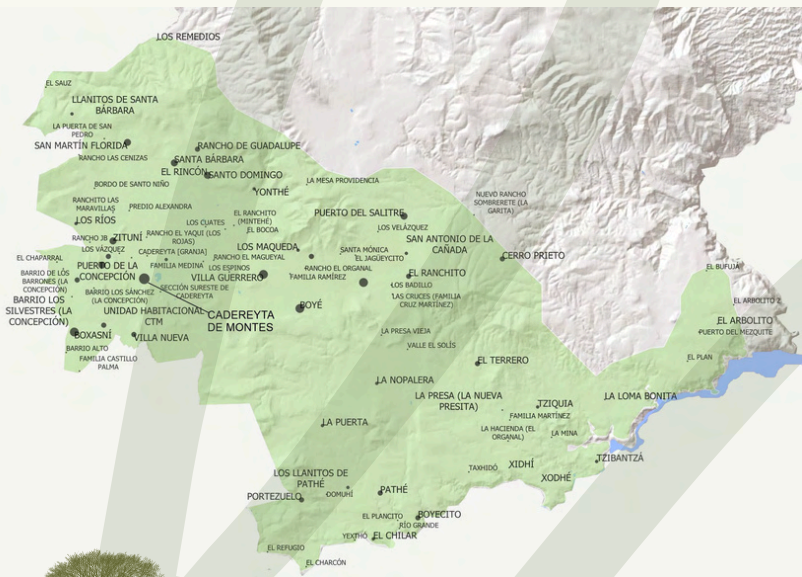 LOS REMEDIOS
EL SAUZ
LLANITOS DE SANTA
BÁRBARA
LA PUERTA DE SAN
PEDRO
SAN MARTÍN FLORIDA
RANCHO DE GUADALUPE
RANCHO LAS CENIZAS
SANTA BÁRBARA
EL RINCÓN
SANTO DOMINGO
BORDO DE SANTO NIÑO
YONTHÉ
LA MESA PROVIDENCIA
RANCHITO LAS
MARAVILLAS
PREDIO ALEXANDRA
LOS RÍOS
LOS CUATES
EL RANCHITO
(MINTEHÉ)
EL BOCOA
PUERTO DEL SALITRE
NUEVO RANCHO
SOMBRERETE (LA
GARITA)
LOS VELÁZQUEZ
RANCHO JB
ZITUNÍ
RANCHO EL YAQUI (LOS
ROJAS)
LOS VÁZQUEZ
CADEREYTA [GRANJA]
LOS MAQUEDA
RANCHO EL MAGUEYAL
SANTA MÓNICA
EL JAGÜEYCITO
SAN ANTONIO DE LA
CAÑADA
CERRO PRIETO
EL CHAPARRAL
PUERTO DE LA
CONCEPCIÓN
FAMILIA MEDINA
LOS ESPINOS
VILLA GUERRERO
RANCHO EL ORGANAL
FAMILIA RAMÍREZ
EL RANCHITO
EL BUFUJA
BARRIO DE LOS
BARRONES (LA
CONCEPCIÓN)
BARRIO LOS SÁNCHEZ
(LA CONCEPCIÓN)
SECCIÓN SURESTE DE
CADEREYTA
LOS BADILLO
LAS CRUCES (FAMILIA
CRUZ MARTÍNEZ)
BARRIO LOS
SILVESTRES (LA
CONCEPCIÓN)
UNIDAD HABITACIONAL
CTM
CADEREYTA
DE MONTES
BOYÉ
EL ARBOLITO 2
EL ARBOLITO
PUERTO DEL MEZQUITE
BOXASNÍ
VILLA NUEVA
LA PRESA VIEJA
VALLE EL SOLÍS
BARRIO ALTO
FAMILIA CASTILLO
PALMA
EL TERRERO
EL PLAN
LA NOPALERA
LA PRESA (LA NUEVA
PRESITA)
TZIQUIA
LA LOMA BONITA
FAMILIA MARTÍNEZ
LA PUERTA
LA HACIENDA (EL
ORGANAL)
LA MINA
TZIBANTZÁ
LOS LLANITOS DE
PATHÉ
TAXHIDÓ
XIDHÍ
XODHÉ
PORTEZUELO
DOMUHÍ
PATHÉ
EL PLANCITO
BOYECITO
RÍO GRANDE
YEXTHÓ
EL CHILAR
EL REFUGIO
EL CHARCÓN